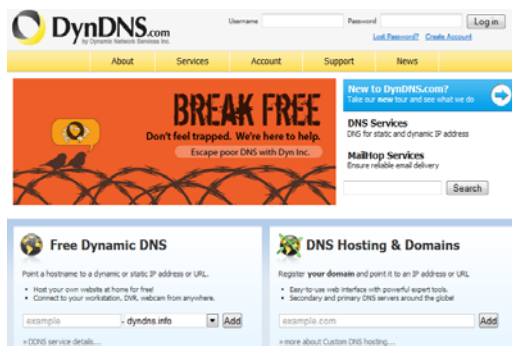 DynDNS.com
by Dynamic Network Services Inc.
Username
Password
Log in
Lost Password? Create Account
About Services Account Support News
BREAK FREE
Don't feel trapped. We're here to help.
Escape poor DNS with Dyn Inc.
New to DynDNS.com?
Take our new tour and see what we do
DNS Services
DNS for static and dynamic IP address
MailHop Services
Ensure reliable email delivery
Search
Free Dynamic DNS
Point a hostname to a dynamic or static IP address or URL.
• Host your own website at home for free!
• Connect to your workstation, DVR, webcam from anywhere.
example - dyndns.info Add
» DDNS service details...
DNS Hosting & Domains
Register your domain and point it to an IP address or URL
• Easy-to-use web interface with powerful expert tools.
• Secondary and primary DNS servers around the globe!
example.com Add
» more about Custom DNS hosting...